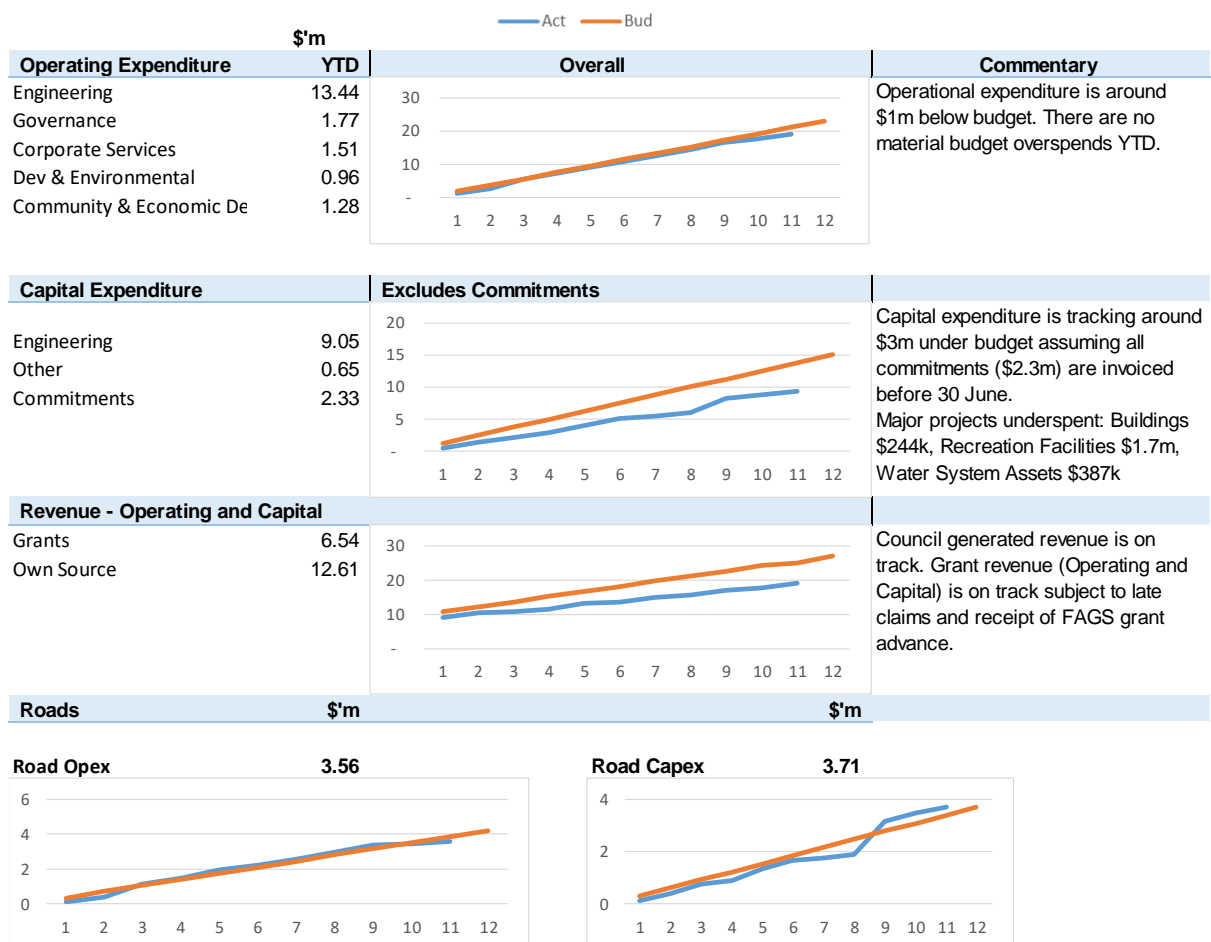 Act Bud
$'m
Operating Expenditure YTD Overall Commentary
Engineering 13.44
Governance 1.77
Corporate Services 1.51
Dev & Environmental 0.96
Community & Economic De 1.28
30
20
10
-
1 2 3 4 5 6 7 8 9 10 11 12
Operational expenditure is around
$1m below budget. There are no
material budget overspends YTD.
Capital Expenditure Excludes Commitments
Engineering 9.05
Other 0.65
Commitments 2.33
20
15
10
5
-
1 2 3 4 5 6 7 8 9 10 11 12
Capital expenditure is tracking around
$3m under budget assuming all
commitments ($2.3m) are invoiced
before 30 June.
Major projects underspent: Buildings
$244k, Recreation Facilities $1.7m,
Water System Assets $387k
Revenue - Operating and Capital
Grants 6.54
Own Source 12.61
30
20
10
-
1 2 3 4 5 6 7 8 9 10 11 12
Council generated revenue is on
track. Grant revenue (Operating and
Capital) is on track subject to late
claims and receipt of FAGS grant
advance.
Roads $'m $'m
Road Opex 3.56
6
4
2
0
1 2 3 4 5 6 7 8 9 10 11 12
Road Capex 3.71
4
2
0
1 2 3 4 5 6 7 8 9 10 11 12